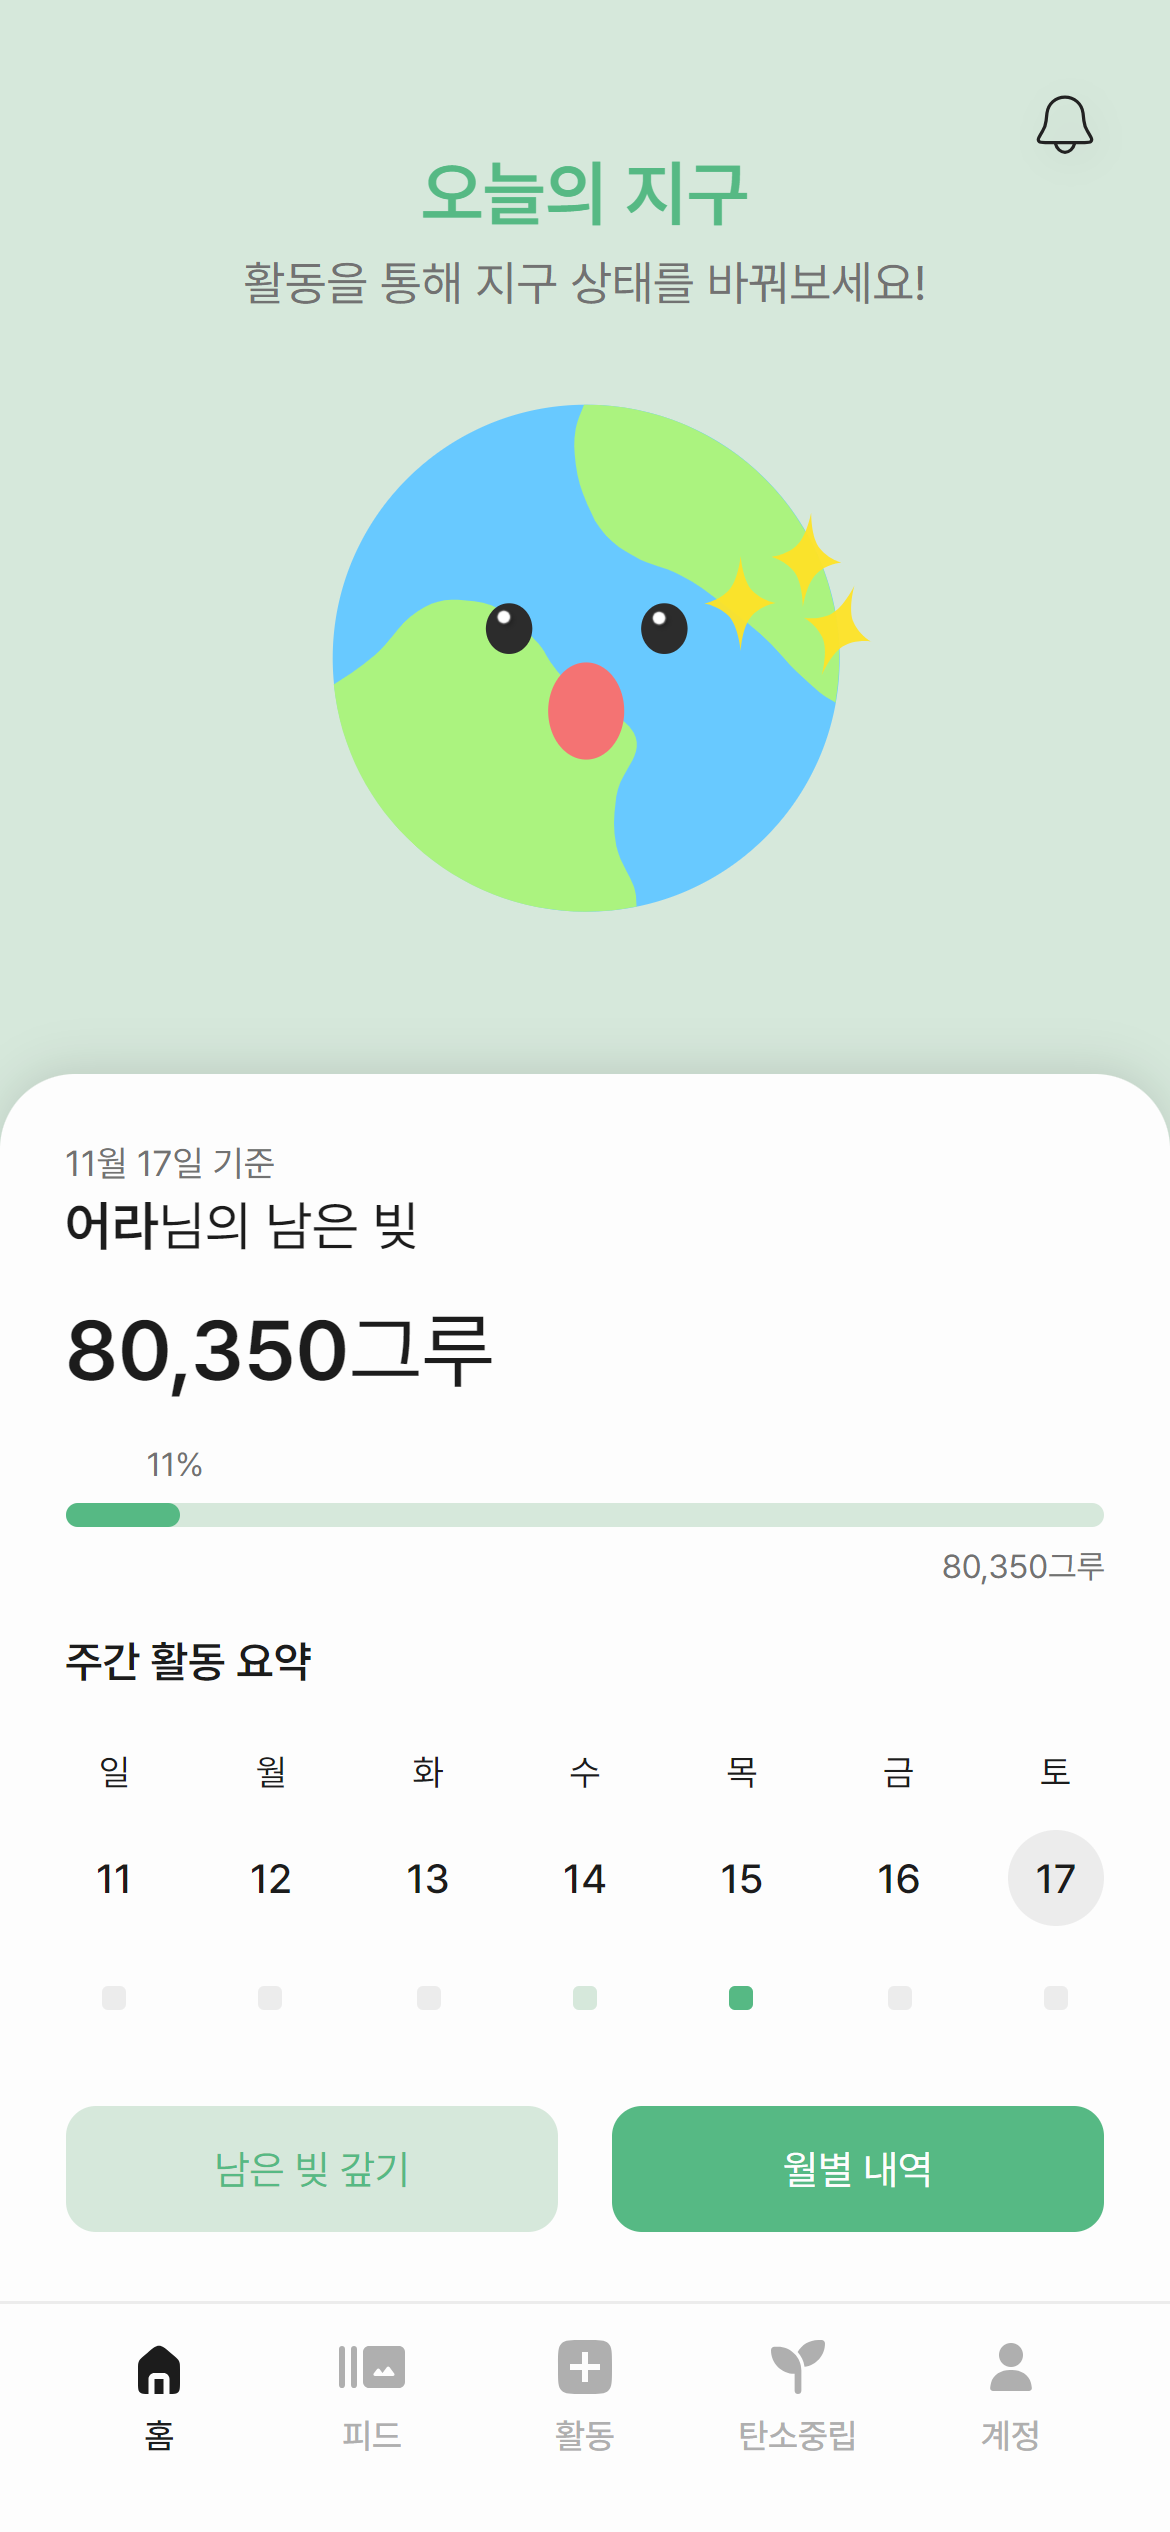 오늘의 지구
활동을 통해 지구 상태를 바꿔보세요!
11월 17일 기준
어라님의 남은 빚
80,350그루
11%
80,350그루
주간 활동 요약
일 월 화 수 목 금 토
11 12 13 14 15 16 17
남은 빚 갚기 월별 내역
홈 피드 활동 탄소중립 계정